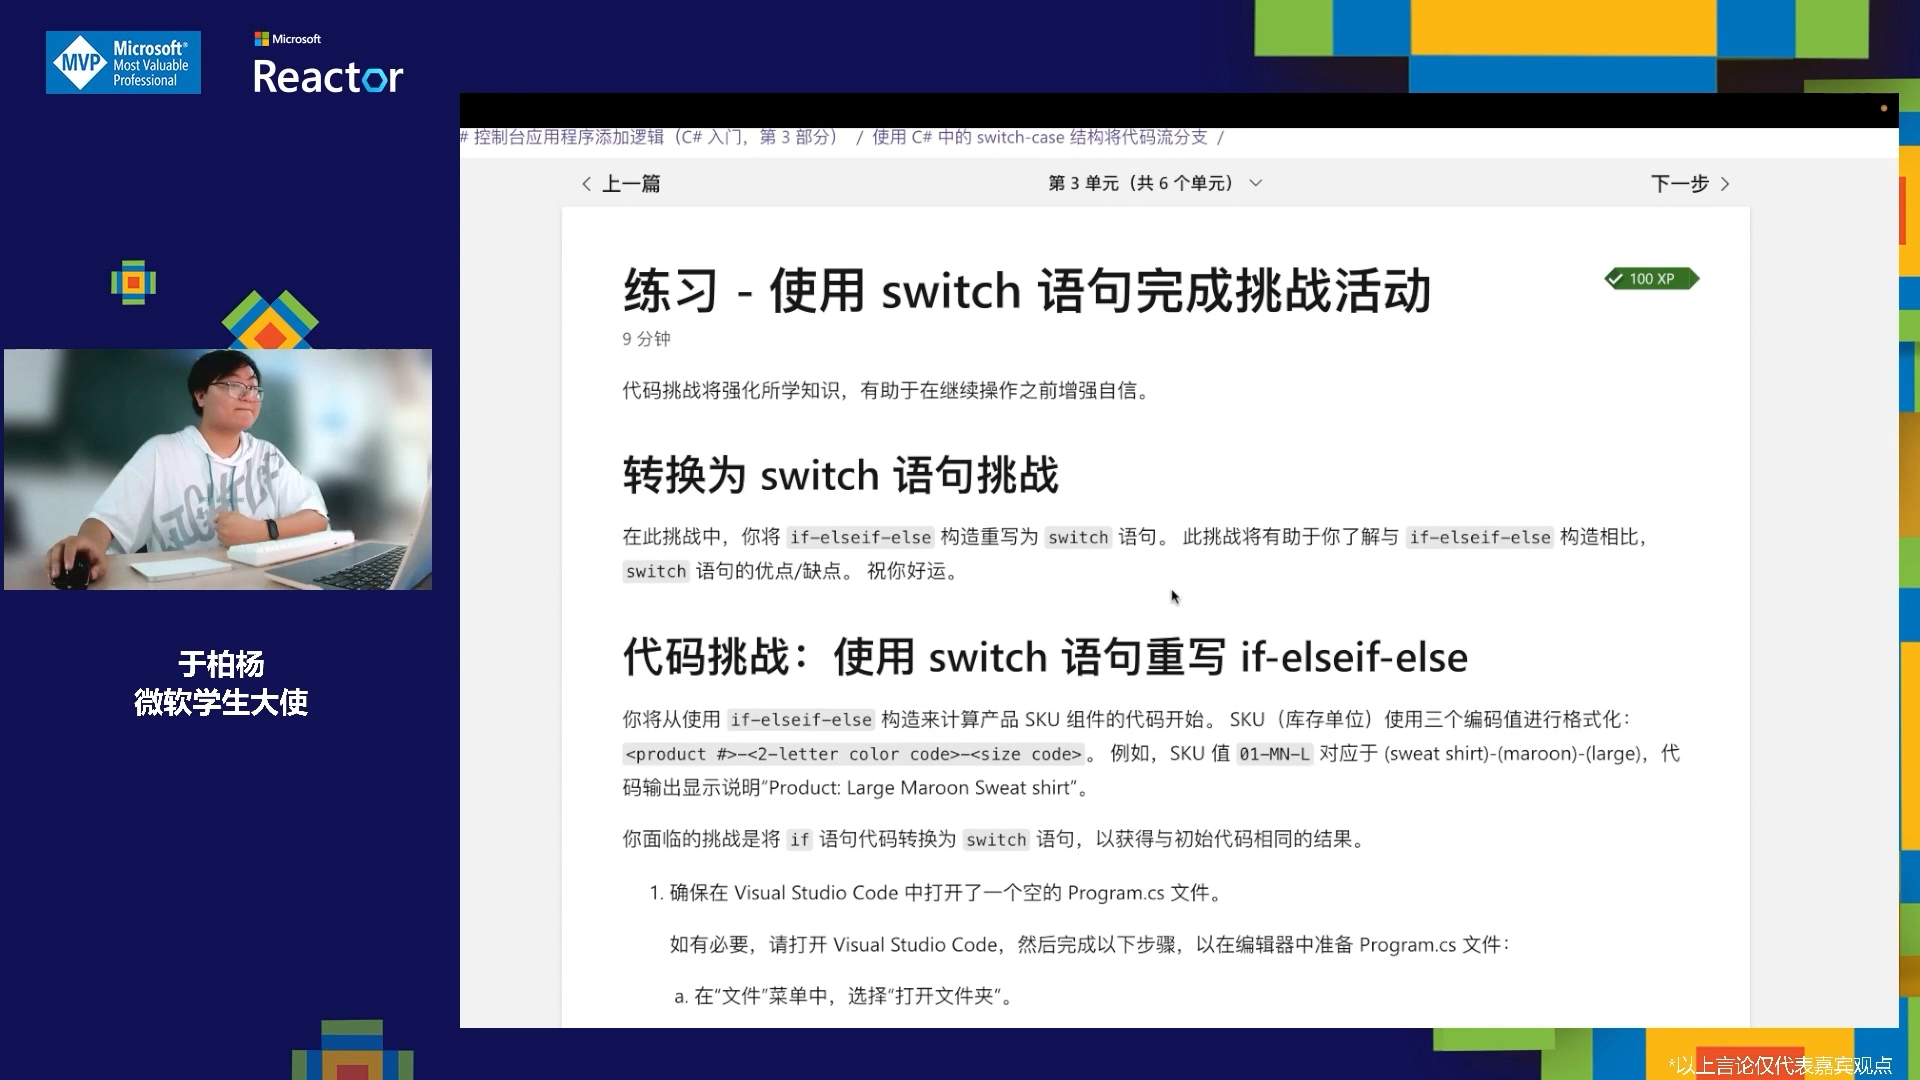 MVP
Microsoft®
Most Valuable
Professional
Microsoft
Reactor
# 控制台应用程序添加逻辑（C# 入门，第 3 部分） / 使用 C# 中的 switch-case 结构将代码流分支 /
上一篇
第 3 单元（共 6 个单元）
下一步
练习 - 使用 switch 语句完成挑战活动
100 XP
9 分钟
代码挑战将强化所学知识，有助于在继续操作之前增强自信。
转换为 switch 语句挑战
在此挑战中，你将 if-elseif-else 构造重写为 switch 语句。 此挑战将有助于你了解与 if-elseif-else 构造相比，
switch 语句的优点/缺点。 祝你好运。
代码挑战：使用 switch 语句重写 if-elseif-else
你将从使用 if-elseif-else 构造来计算产品 SKU 组件的代码开始。 SKU（库存单位）使用三个编码值进行格式化：
<product #>-<2-letter color code>-<size code>。 例如，SKU 值 01-MN-L 对应于 (sweat shirt)-(maroon)-(large)，代
码输出显示说明“Product: Large Maroon Sweat shirt”。
你面临的挑战是将 if 语句代码转换为 switch 语句，以获得与初始代码相同的结果。
1. 确保在 Visual Studio Code 中打开了一个空的 Program.cs 文件。
如有必要，请打开 Visual Studio Code，然后完成以下步骤，以在编辑器中准备 Program.cs 文件：
a. 在“文件”菜单中，选择“打开文件夹”。
于柏杨
微软学生大使
*以上言论仅代表嘉宾观点